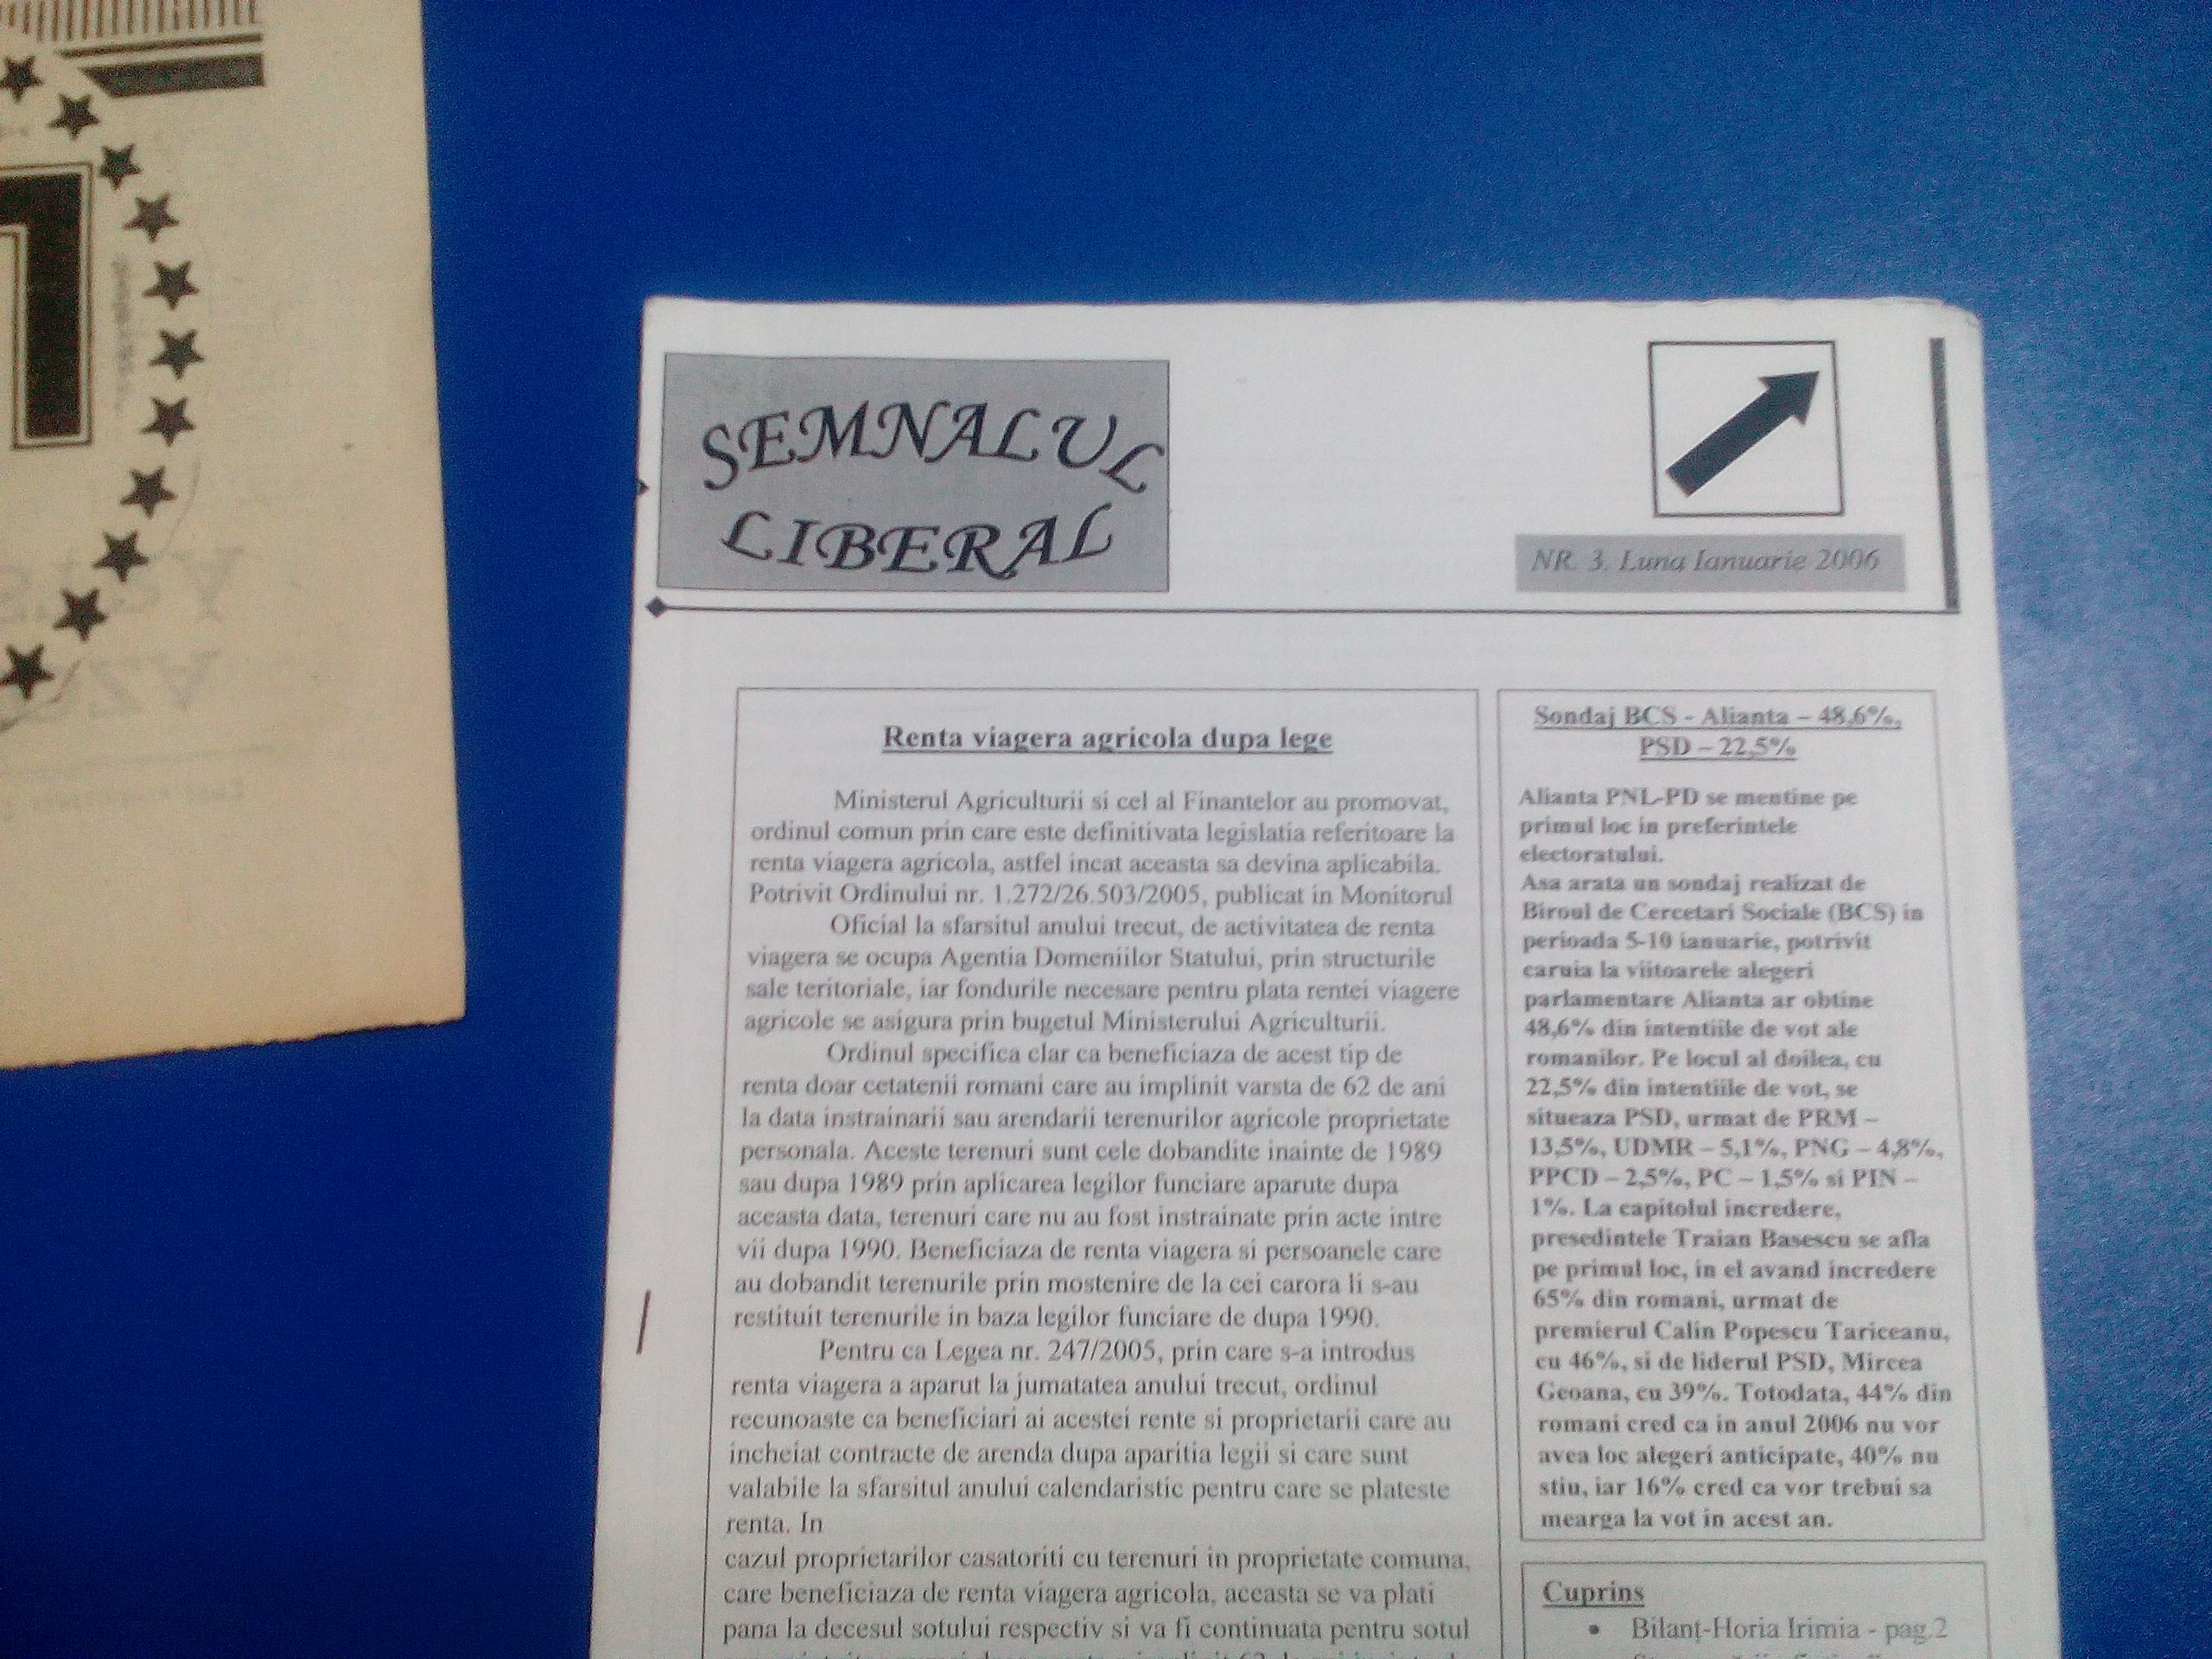 1
SEMNALUL
LIBERAL
NR. 3. Luna Ianuarie 2006
Renta viagera agricola dupa lege
Ministerul Agriculturii si cel al Finantelor au promovat,
ordinul comun prin care este definitivata legislatia referitoare la
renta viagera agricola, astfel incat aceasta sa devina aplicabila.
Potrivit Ordinului nr. 1.272/26.503/2005, publicat in Monitorul
Oficial la sfarsitul anului trecut, de activitatea de renta
viagera se ocupa Agentia Domeniilor Statului, prin structurile
sale teritoriale, iar fondurile necesare pentru plata rentei viagere
agricole se asigura prin bugetul Ministerului Agriculturii.
Ordinul specifica clar ca beneficiaza de acest tip de
renta doar cetatenii romani care au implinit varsta de 62 de ani
la data instrainarii sau arendarii terenurilor agricole proprietate
personala. Aceste terenuri sunt cele dobandite inainte de 1989
sau dupa 1989 prin aplicarea legilor funciare aparute dupa
aceasta data, terenuri care nu au fost instrainate prin acte intre
vii dupa 1990. Beneficiaza de renta viagera si persoanele care
au dobandit terenurile prin mostenire de la cei carora li s-au
restituit terenurile in baza legilor funciare de dupa 1990.
Pentru ca Legea nr. 247/2005, prin care s-a introdus
renta viagera a aparut la jumatatea anului trecut, ordinul
recunoaste ca beneficiari ai acestei rente si proprietarii care au
incheiat contracte de arenda dupa aparitia legii si care sunt
valabile la sfarsitul anului calendaristic pentru care se plateste
renta. In
cazul proprietarilor casatoriti cu terenuri in proprietate comuna,
care beneficiaza de renta viagera agricola, aceasta se va plati
pana la decesul sotului respectiv si va fi continuata pentru sotul
Sondaj BCS - Alianta – 48,6%,
PSD – 22,5%
Alianta PNL-PD se mentine pe
primul loc in preferintele
electoratului.
Asa arata un sondaj realizat de
Biroul de Cercetari Sociale (BCS) in
perioada 5-10 ianuarie, potrivit
caruia la viitoarele alegeri
parlamentare Alianta ar obtine
48,6% din intentiile de vot ale
romanilor. Pe locul al doilea, cu
22,5% din intentiile de vot, se
situeaza PSD, urmat de PRM –
13,5%, UDMR – 5,1%, PNG – 4,8%,
PPCD – 2,5%, PC – 1,5% si PIN –
1%. La capitolul incredere,
presedintele Traian Basescu se afla
pe primul loc, in el avand incredere
65% din romani, urmat de
premierul Calin Popescu Tariceanu,
cu 46%, si de liderul PSD, Mircea
Geoana, cu 39%. Totodata, 44% din
romani cred ca in anul 2006 nu vor
avea loc alegeri anticipate, 40% nu
stiu, iar 16% cred ca vor trebui sa
mearga la vot in acest an.
Cuprins
• Bilanț-Horia Irimia - pag.2